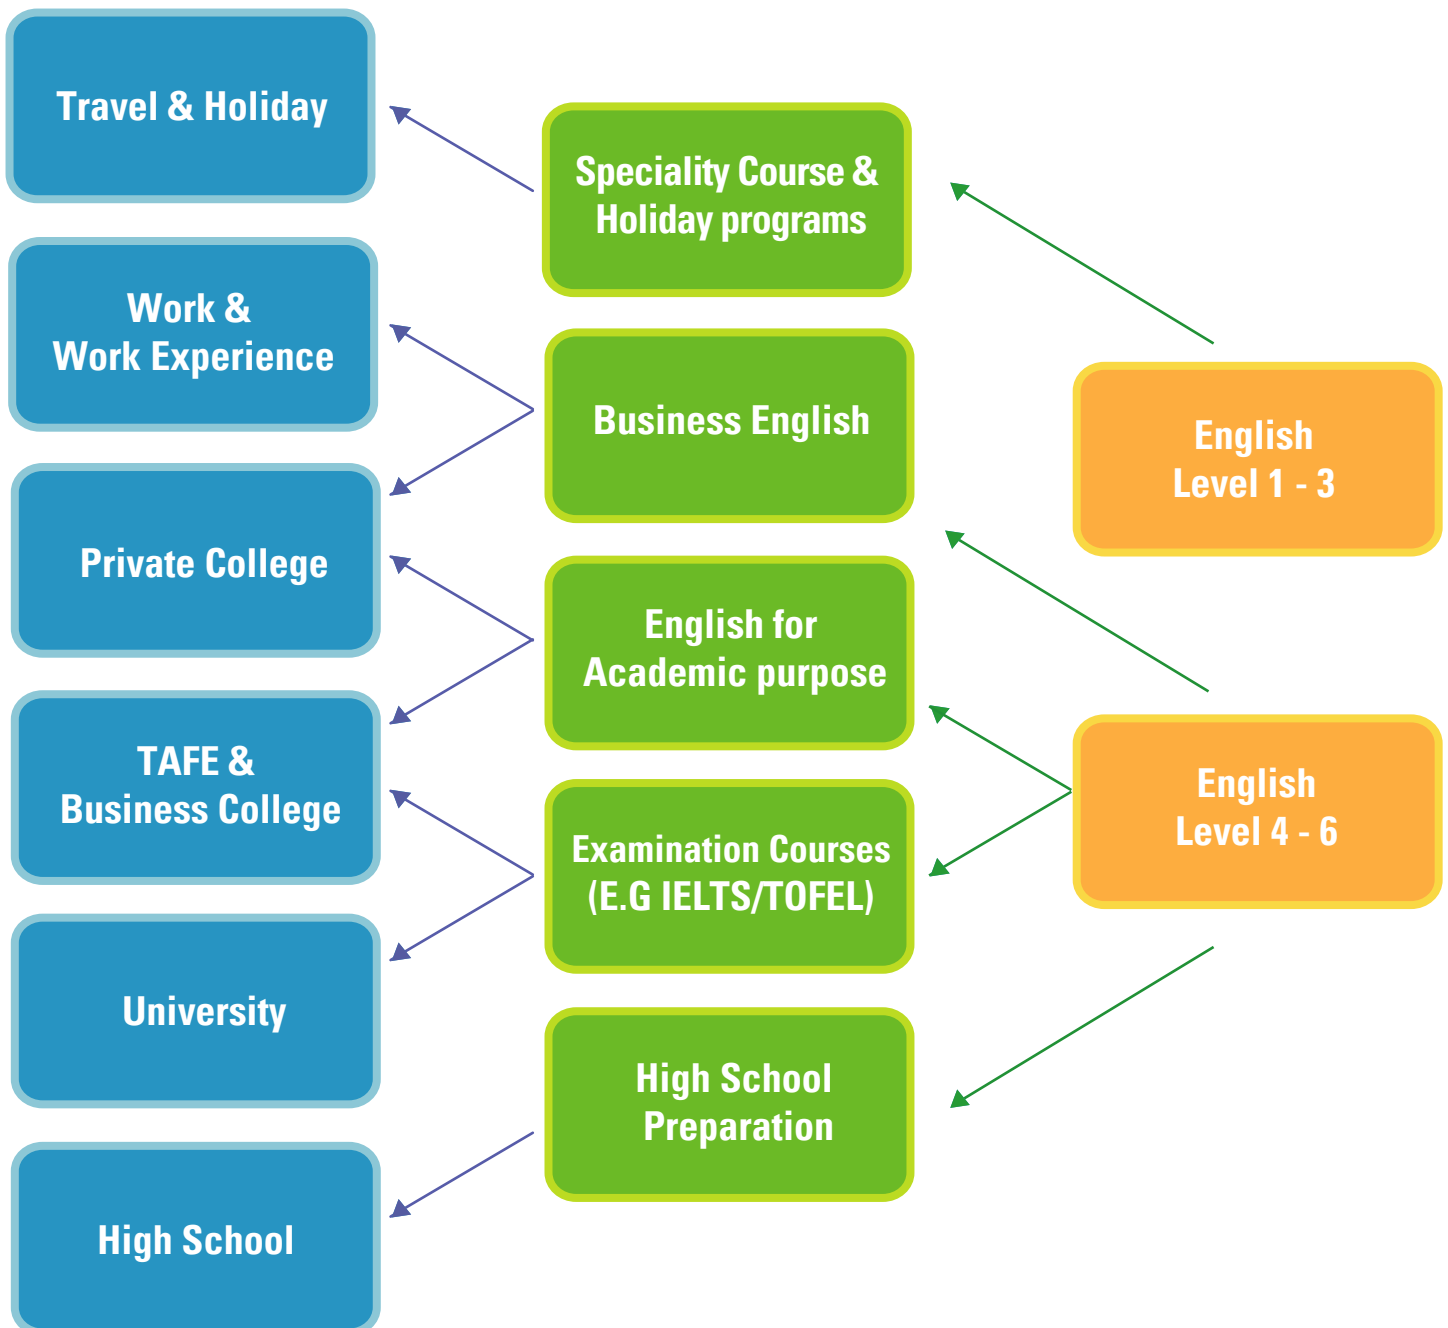 Travel & Holiday
Work &
Work Experience
Private College
TAFE &
Business College
University
High School
Speciality Course &
Holiday programs
Business English
English for
Academic purpose
Examination Courses
(E.G IELTS/TOFEL)
High School
Preparation
English
Level 1 - 3
English
Level 4 - 6